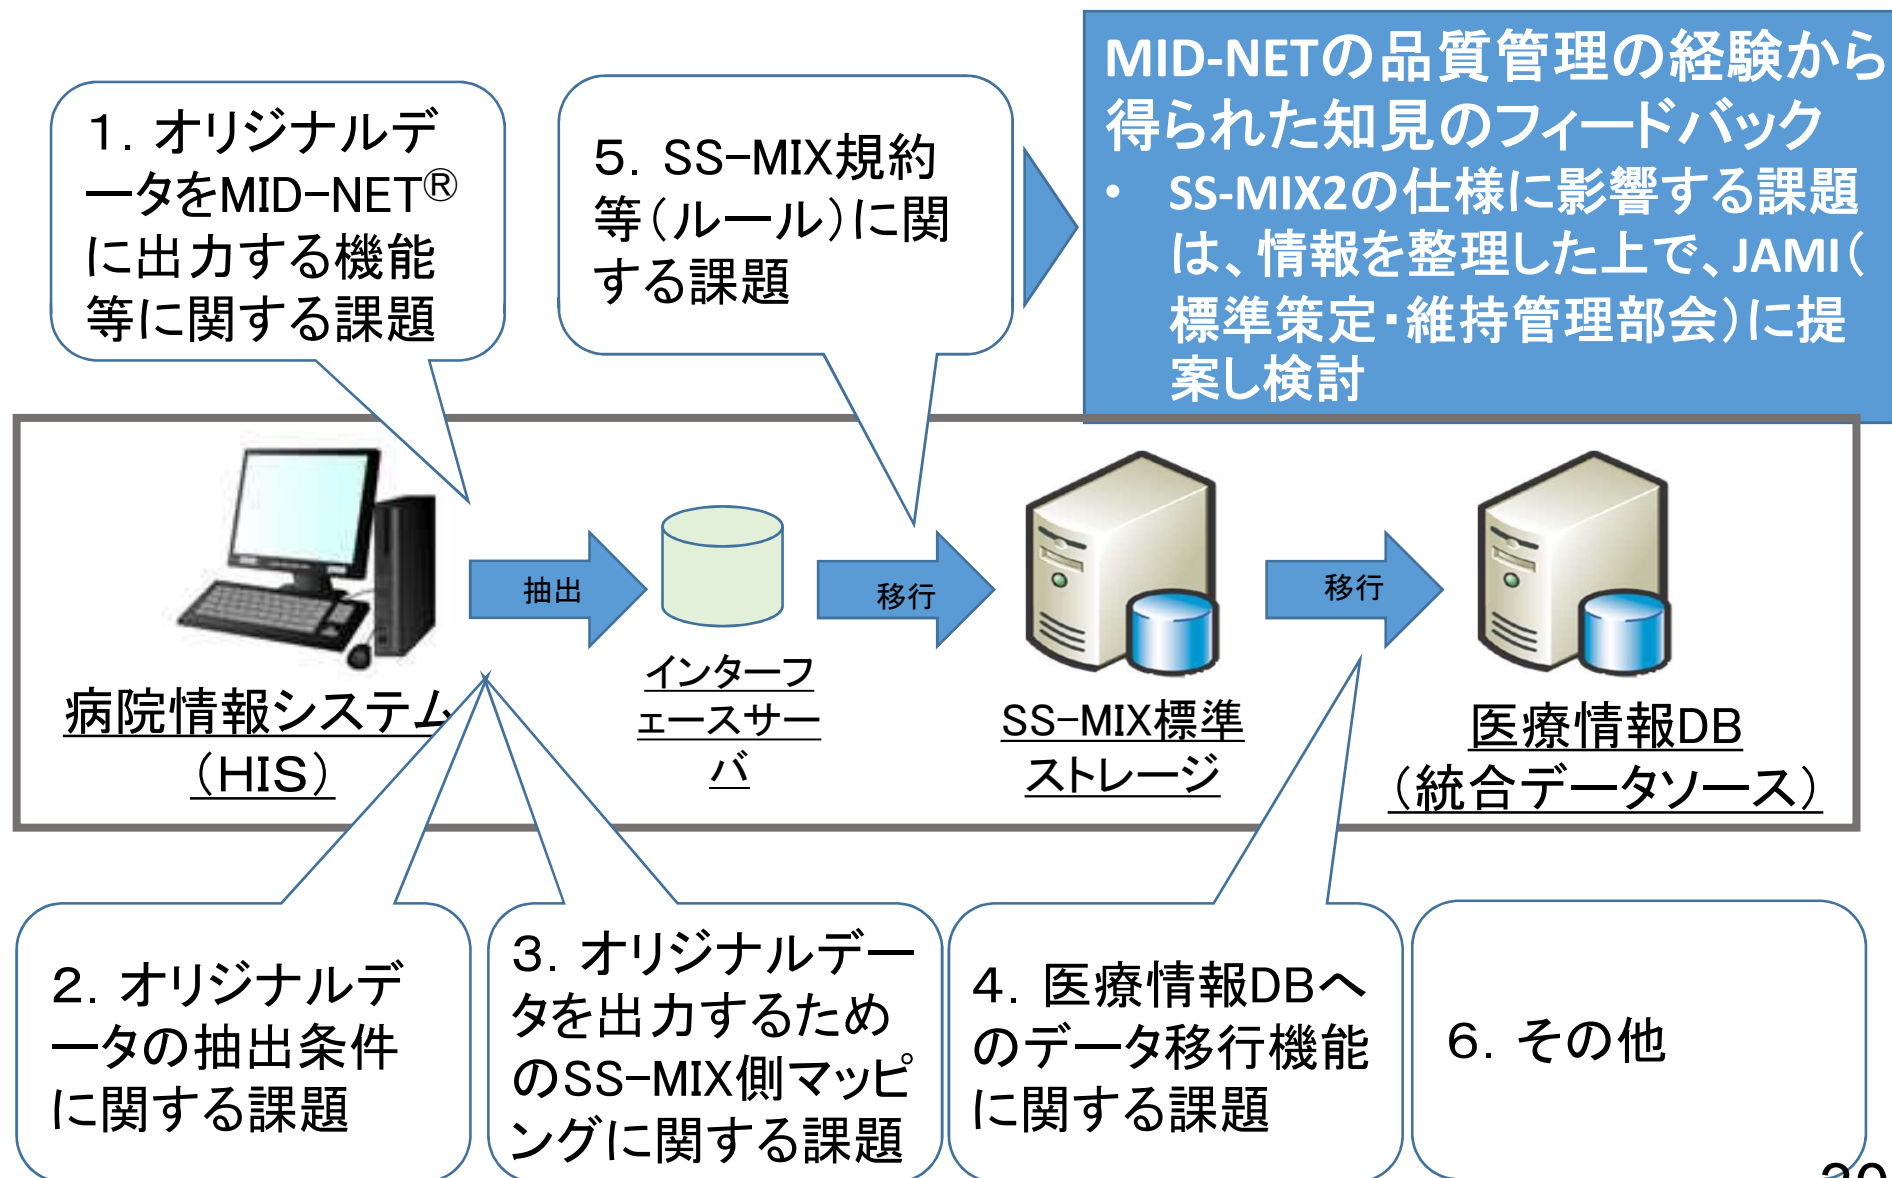 MID-NETの品質管理の経験から
得られた知見のフィードバック
• SS-MIX2の仕様に影響する課題
は、情報を整理した上で、JAMI(
標準策定・維持管理部会)に提
案し検討
1. オリジナルデ
ータをMID-NET®
に出力する機能
等に関する課題
5. SS-MIX規約
等(ルール)に関
する課題
抽出
移行
移行
病院情報システム
(HIS)
インターフ
ェースサー
バ
SS-MIX標準
ストレージ
医療情報DB
(統合データソース)
2. オリジナルデ
ータの抽出条件
に関する課題
3. オリジナルデー
タを出力するため
のSS-MIX側マッピ
ングに関する課題
4. 医療情報DBへ
のデータ移行機能
に関する課題
6. その他